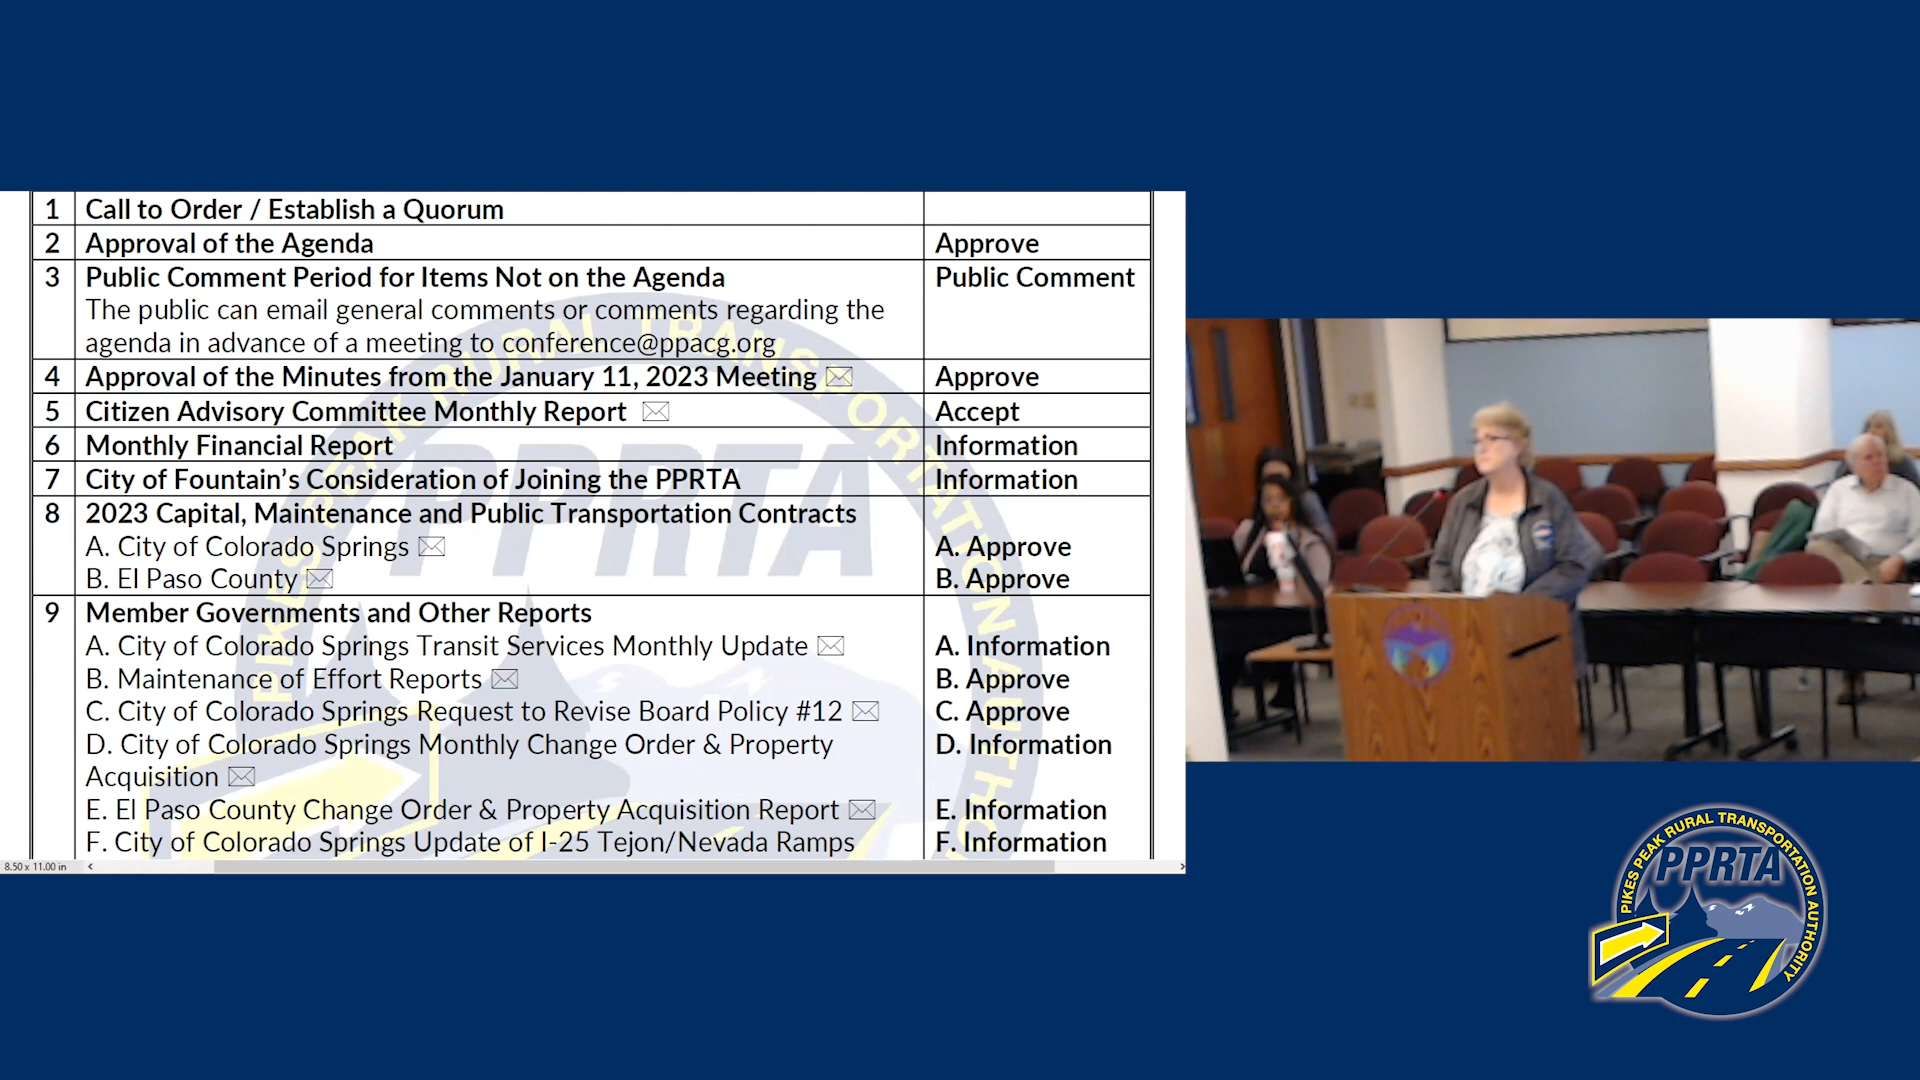 1 Call to Order / Establish a Quorum
2 Approval of the Agenda Approve
3 Public Comment Period for Items Not on the Agenda Public Comment
The public can email general comments or comments regarding the
agenda in advance of a meeting to conference@ppacg.org
4 Approval of the Minutes from the January 11, 2023 Meeting Approve
5 Citizen Advisory Committee Monthly Report Accept
6 Monthly Financial Report Information
7 City of Fountain’s Consideration of Joining the PPRTA Information
8 2023 Capital, Maintenance and Public Transportation Contracts
A. City of Colorado Springs A. Approve
B. El Paso County B. Approve
9 Member Governments and Other Reports
A. City of Colorado Springs Transit Services Monthly Update A. Information
B. Maintenance of Effort Reports B. Approve
C. City of Colorado Springs Request to Revise Board Policy #12 C. Approve
D. City of Colorado Springs Monthly Change Order & Property D. Information
Acquisition
E. El Paso County Change Order & Property Acquisition Report E. Information
F. City of Colorado Springs Update of I-25 Tejon/Nevada Ramps F. Information
8.50 x 11.00 in
PIKES PEAK RURAL TRANSPORTATION AUTHORITY
PPRTA
PIKES PEAK RURAL TRANSPORTATION AUTHORITY
PPRTA